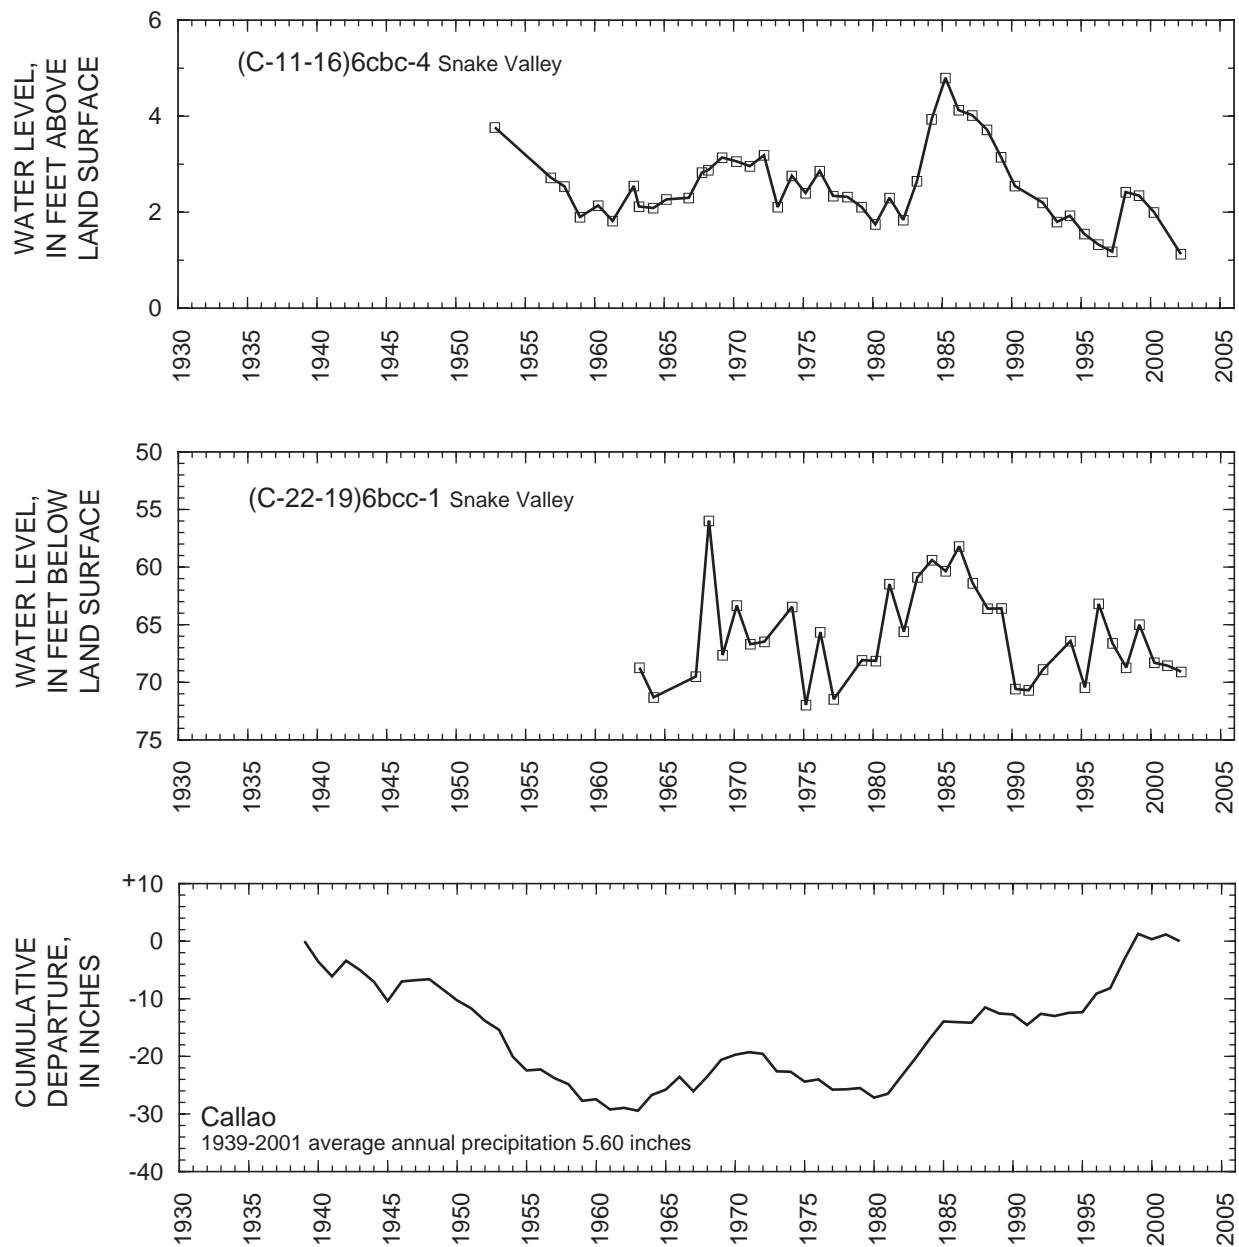 6
4
2
0
WATER LEVEL,
IN FEET ABOVE
LAND SURFACE
(C-11-16)6cbc-4 Snake Valley
1930 1935 1940 1945 1950 1955 1960 1965 1970 1975 1980 1985 1990 1995 2000 2005
50
55
60
65
70
75
WATER LEVEL,
IN FEET BELOW
LAND SURFACE
(C-22-19)6bcc-1 Snake Valley
1930 1935 1940 1945 1950 1955 1960 1965 1970 1975 1980 1985 1990 1995 2000 2005
+10
0
-10
-20
-30
-40
CUMULATIVE
DEPARTURE,
IN INCHES
Callao
1939-2001 average annual precipitation 5.60 inches
1930 1935 1940 1945 1950 1955 1960 1965 1970 1975 1980 1985 1990 1995 2000 2005